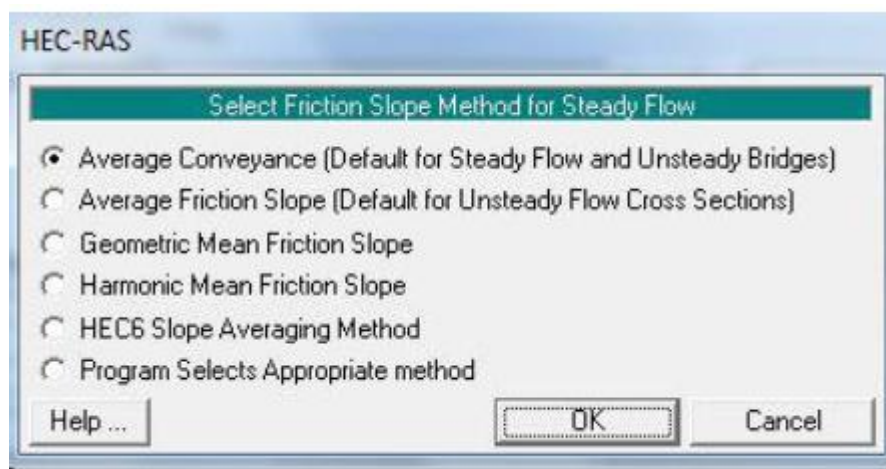 HEC-RAS
Select Friction Slope Method for Steady Flow
Average Conveyance (Default for Steady Flow and Unsteady Bridges)
Average Friction Slope (Default for Unsteady Flow Cross Sections)
Geometric Mean Friction Slope
Harmonic Mean Friction Slope
HEC6 Slope Averaging Method
Program Selects Appropriate method
Help ... OK Cancel